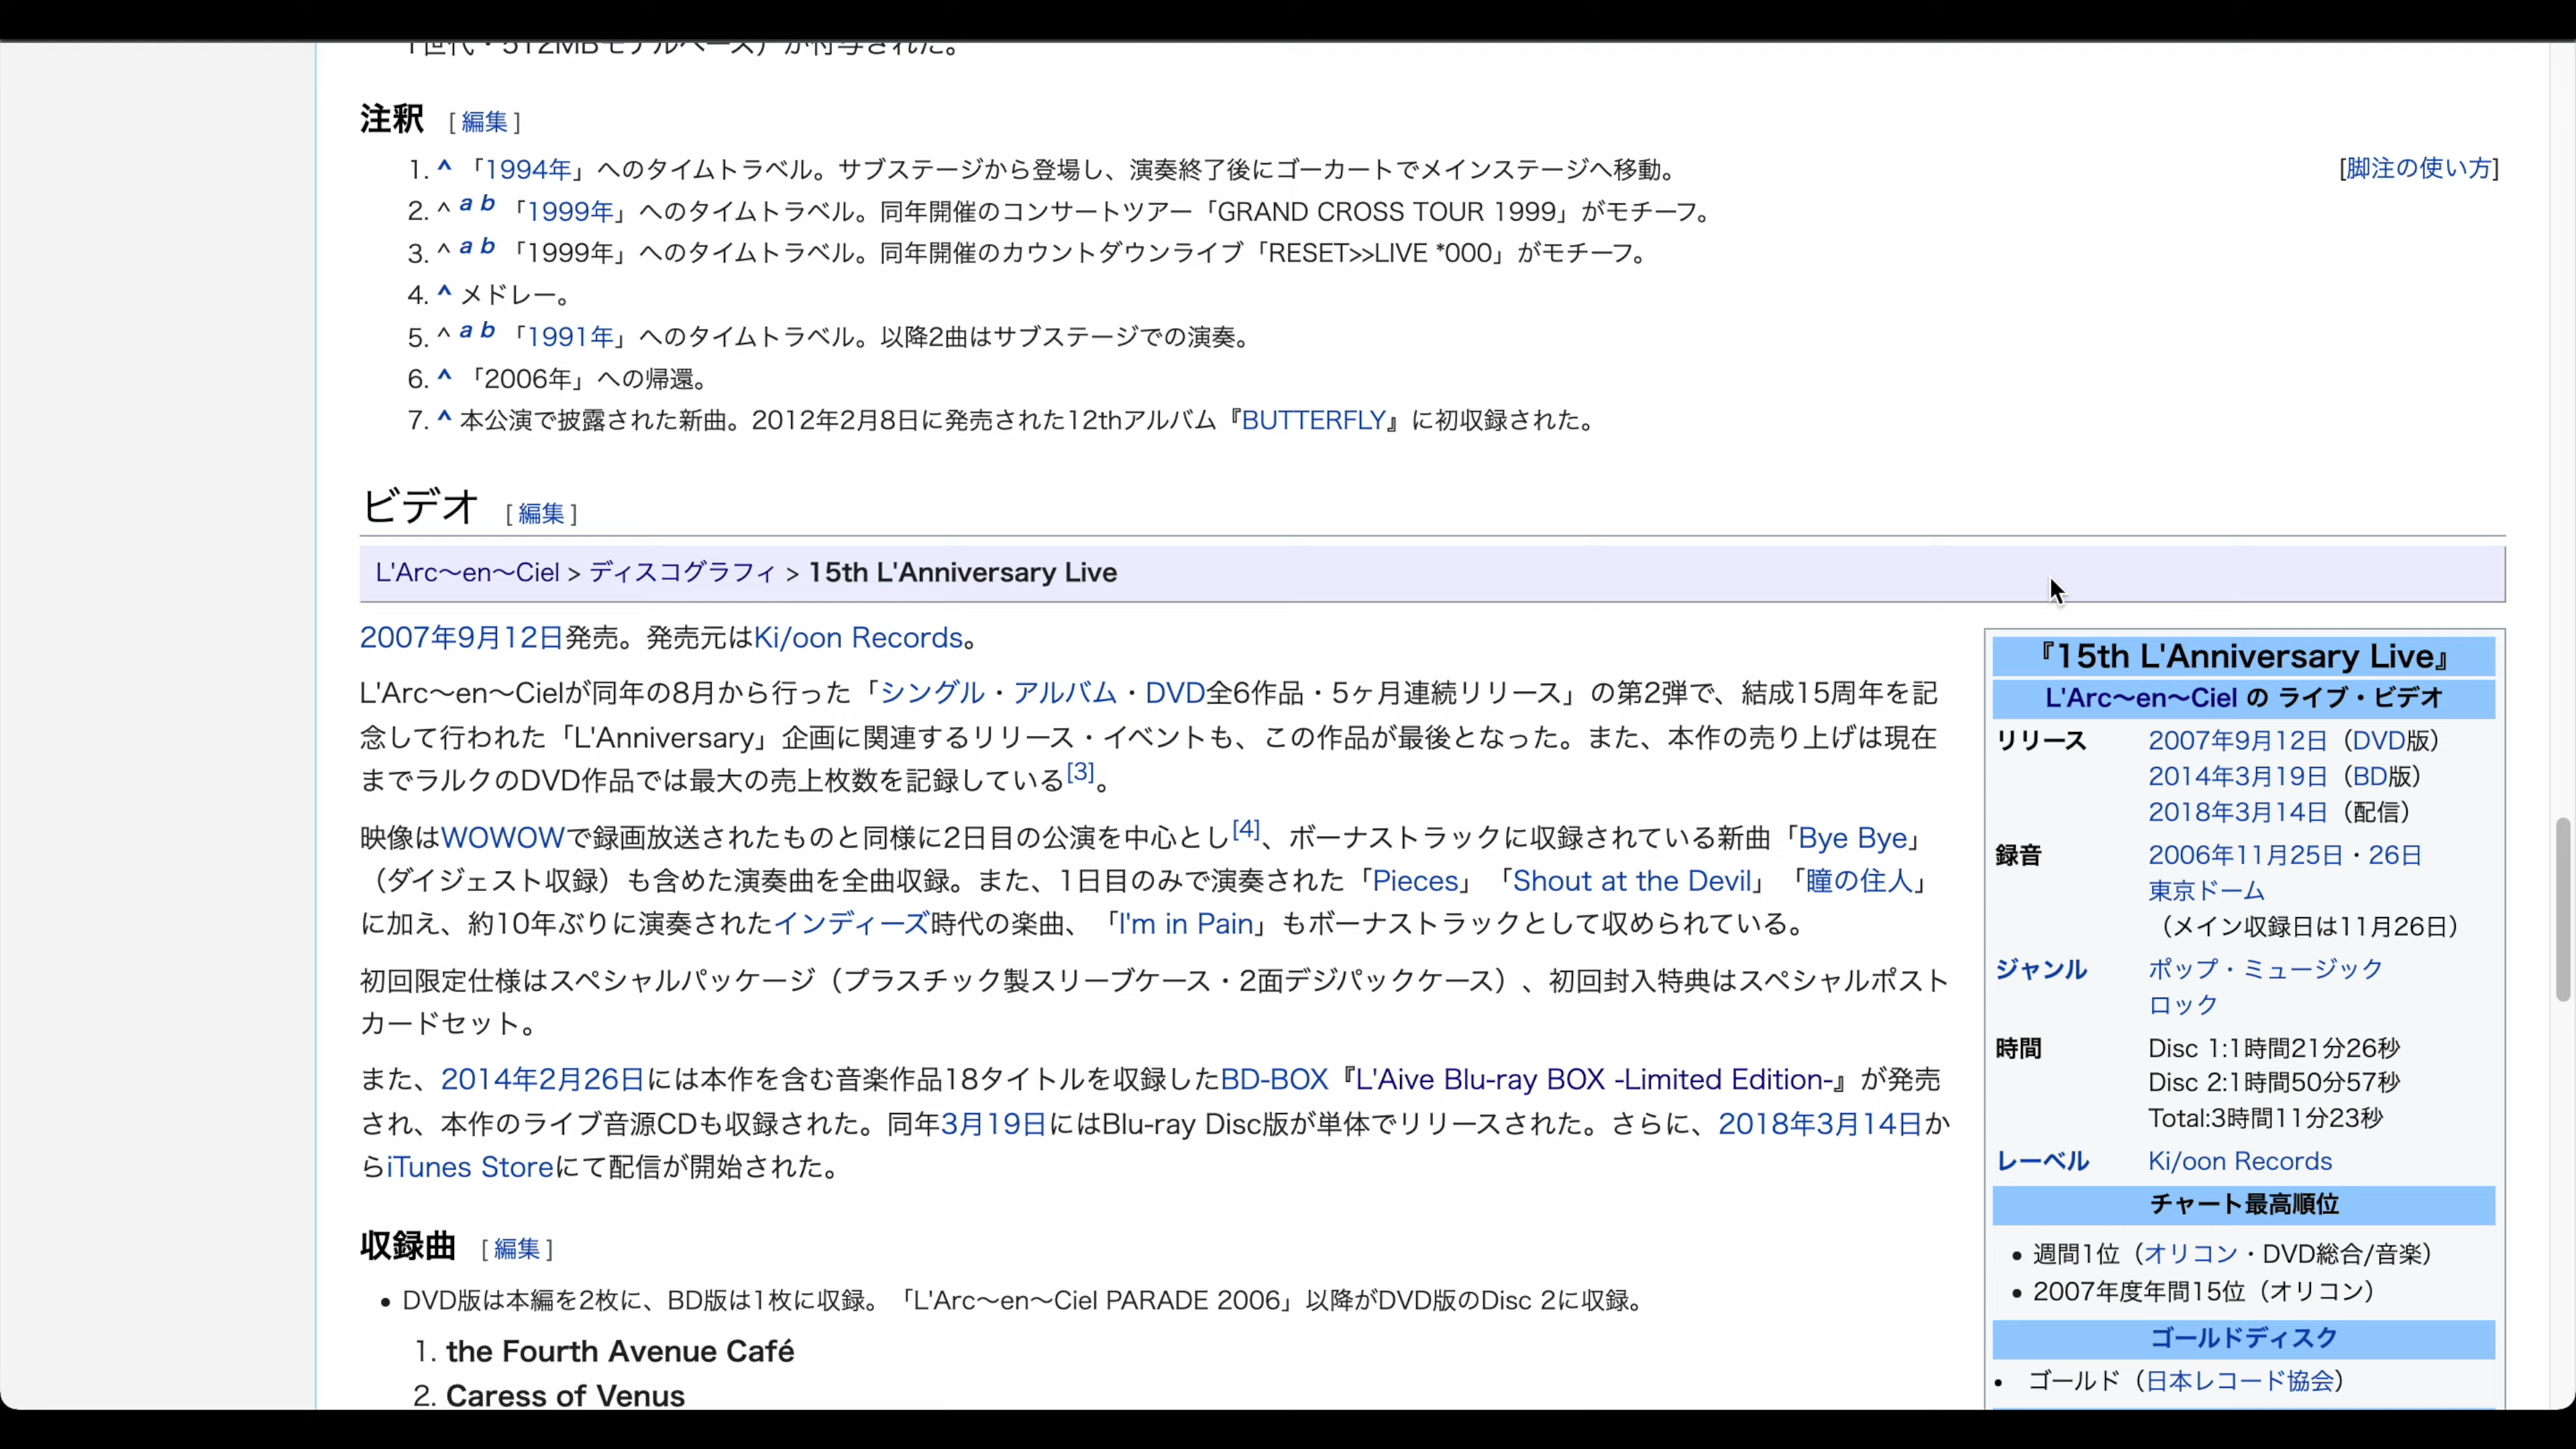 1世代・512MBモデルベース）が付与された。
注釈 [ 編集 ]
1. ^ 「1994年」へのタイムトラベル。サブステージから登場し、演奏終了後にゴーカートでメインステージへ移動。
[脚注の使い方]
2. ^ a b 「1999年」へのタイムトラベル。同年開催のコンサートツアー「GRAND CROSS TOUR 1999」がモチーフ。
3. ^ a b 「1999年」へのタイムトラベル。同年開催のカウントダウンライブ「RESET>>LIVE *000」がモチーフ。
4. ^ メドレー。
5. ^ a b 「1991年」へのタイムトラベル。以降2曲はサブステージでの演奏。
6. ^ 「2006年」への帰還。
7. ^ 本公演で披露された新曲。2012年2月8日に発売された12thアルバム『BUTTERFLY』に初収録された。
ビデオ [ 編集 ]
L'Arc〜en〜Ciel > ディスコグラフィ > 15th L'Anniversary Live
2007年9月12日発売。発売元はKi/oon Records。
L'Arc〜en〜Cielが同年の8月から行った「シングル・アルバム・DVD全6作品・5ヶ月連続リリース」の第2弾で、結成15周年を記
念して行われた「L'Anniversary」企画に関連するリリース・イベントも、この作品が最後となった。また、本作の売り上げは現在
までラルクのDVD作品では最大の売上枚数を記録している[3]。
映像はWOWOWで録画放送されたものと同様に2日目の公演を中心とし[4]、ボーナストラックに収録されている新曲「Bye Bye」
（ダイジェスト収録）も含めた演奏曲を全曲収録。また、1日目のみで演奏された「Pieces」「Shout at the Devil」「瞳の住人」
に加え、約10年ぶりに演奏されたインディーズ時代の楽曲、「I'm in Pain」もボーナストラックとして収められている。
初回限定仕様はスペシャルパッケージ（プラスチック製スリーブケース・2面デジパックケース）、初回封入特典はスペシャルポスト
カードセット。
また、2014年2月26日には本作を含む音楽作品18タイトルを収録したBD-BOX『L'Aive Blu-ray BOX -Limited Edition-』が発売
され、本作のライブ音源CDも収録された。同年3月19日にはBlu-ray Disc版が単体でリリースされた。さらに、2018年3月14日か
らiTunes Storeにて配信が開始された。
収録曲 [ 編集 ]
• DVD版は本編を2枚に、BD版は1枚に収録。「L'Arc〜en〜Ciel PARADE 2006」以降がDVD版のDisc 2に収録。
1. the Fourth Avenue Café
2. Caress of Venus
『15th L'Anniversary Live』
L'Arc〜en〜Ciel の ライブ・ビデオ
リリース 2007年9月12日（DVD版）
2014年3月19日（BD版）
2018年3月14日（配信）
録音 2006年11月25日・26日
東京ドーム
（メイン収録日は11月26日）
ジャンル ポップ・ミュージック
ロック
時間 Disc 1:1時間21分26秒
Disc 2:1時間50分57秒
Total:3時間11分23秒
レーベル Ki/oon Records
チャート最高順位
• 週間1位（オリコン・DVD総合/音楽）
• 2007年度年間15位（オリコン）
ゴールドディスク
• ゴールド（日本レコード協会）